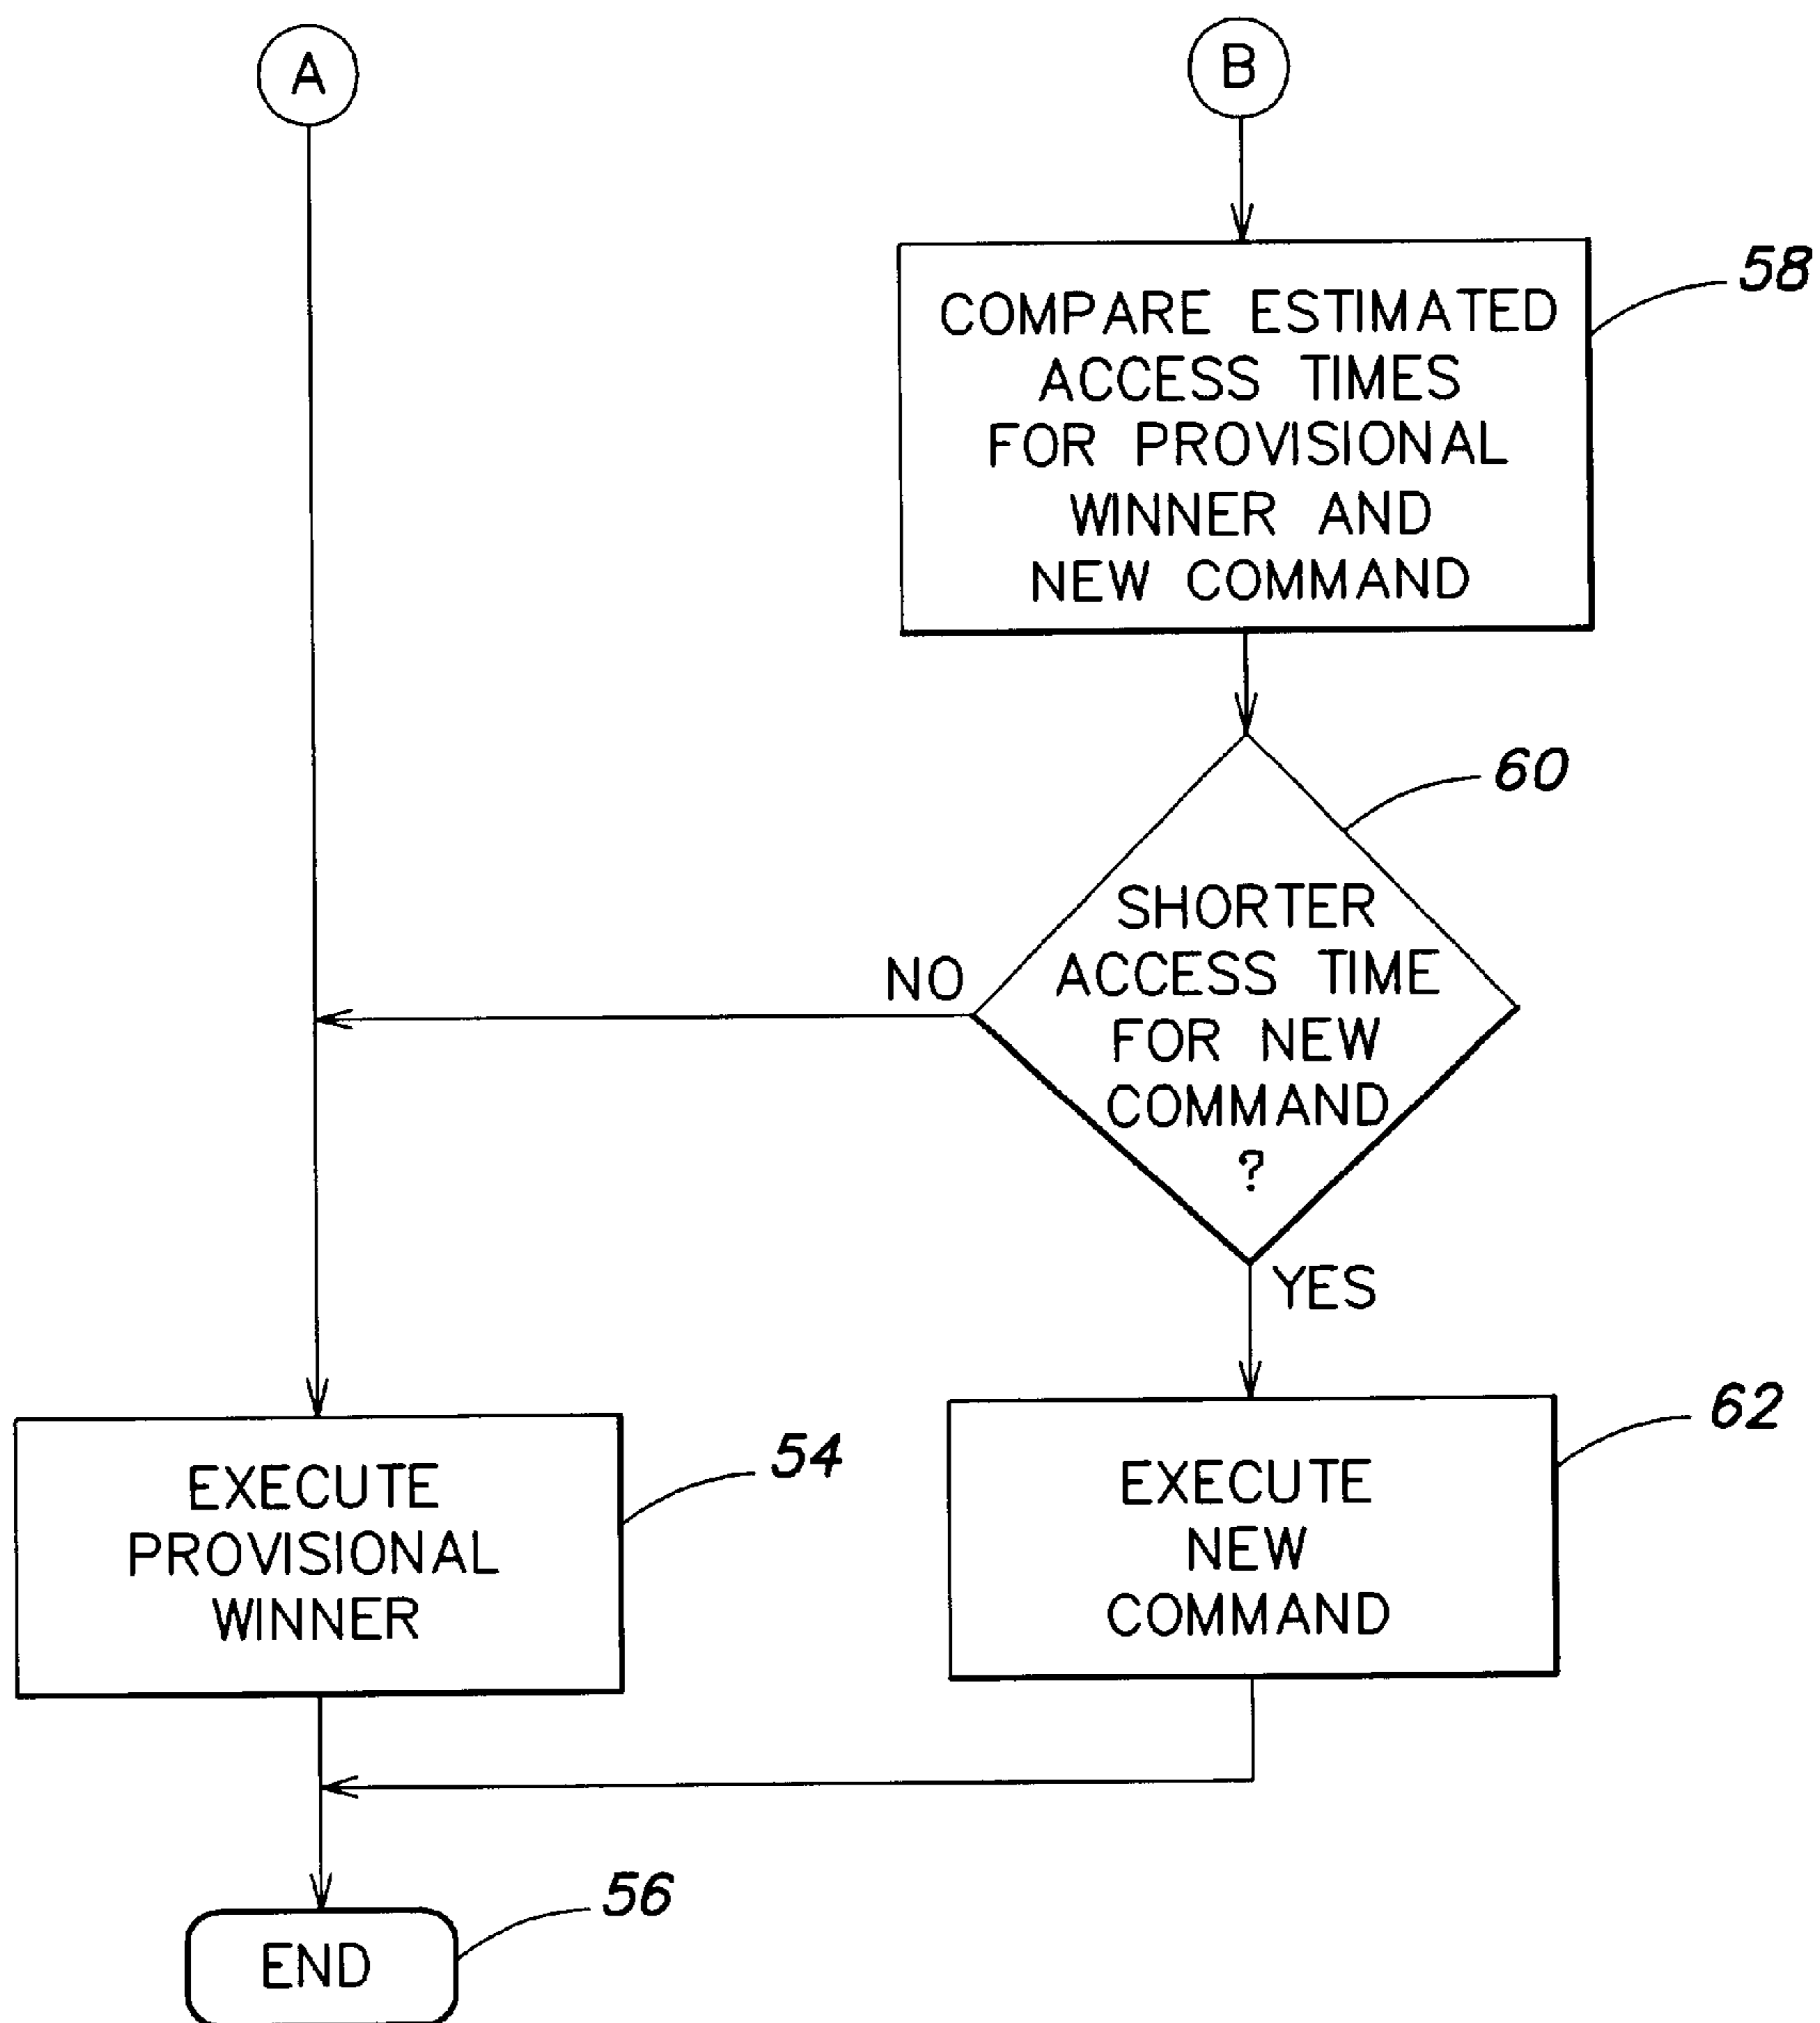 A
B
COMPARE ESTIMATED
ACCESS TIMES
FOR PROVISIONAL
WINNER AND
NEW COMMAND
58
60
SHORTER
ACCESS TIME
FOR NEW
COMMAND
?
NO
YES
EXECUTE
PROVISIONAL
WINNER
54
EXECUTE
NEW
COMMAND
62
END
56